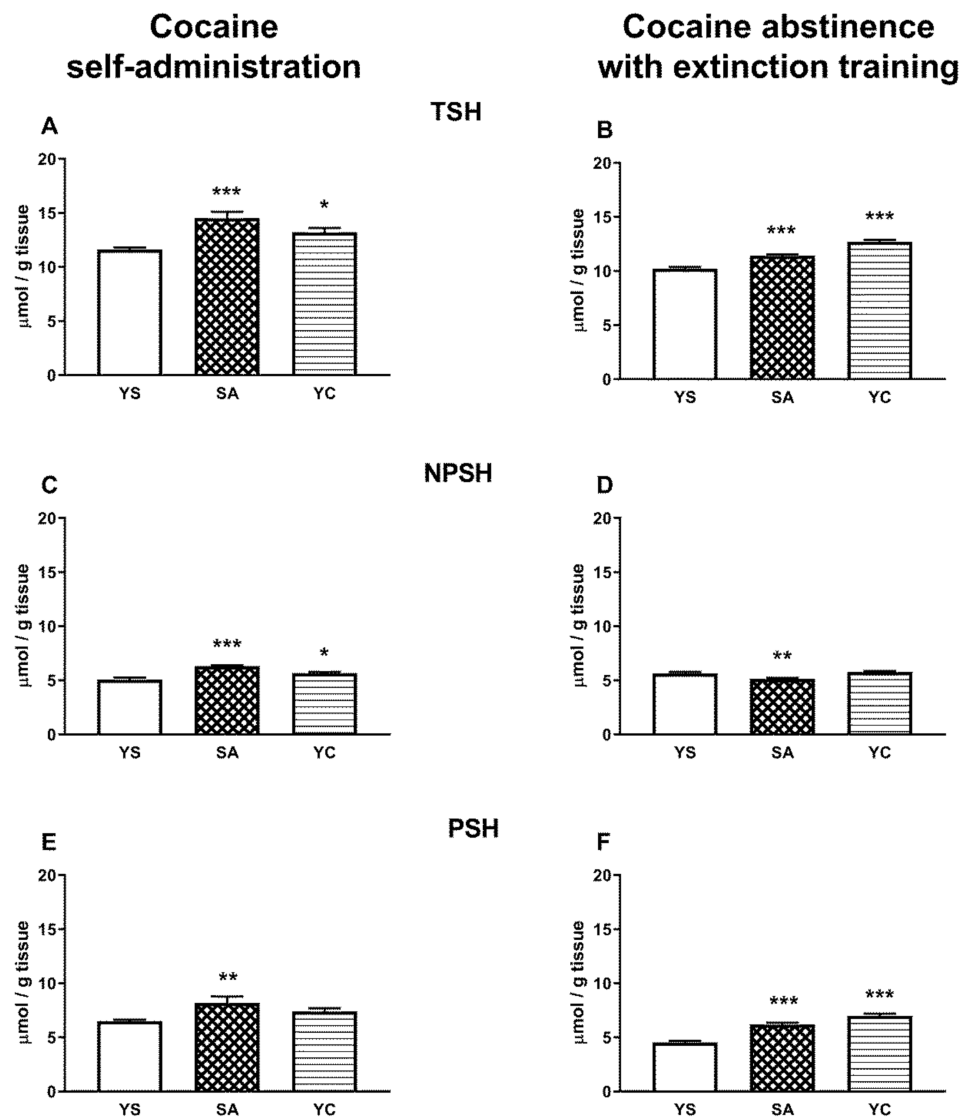 Cocaine
self-administration
Cocaine abstinence
with extinction training
TSH
A
20
15
10
5
0
μmol / g tissue
***
*
YS
SA
YC
B
20
15
10
5
0
μmol / g tissue
***
***
YS
SA
YC
NPSH
C
20
15
10
5
0
μmol / g tissue
***
*
YS
SA
YC
D
20
15
10
5
0
μmol / g tissue
**
YS
SA
YC
PSH
E
20
15
10
5
0
μmol / g tissue
**
YS
SA
YC
F
20
15
10
5
0
μmol / g tissue
***
***
YS
SA
YC